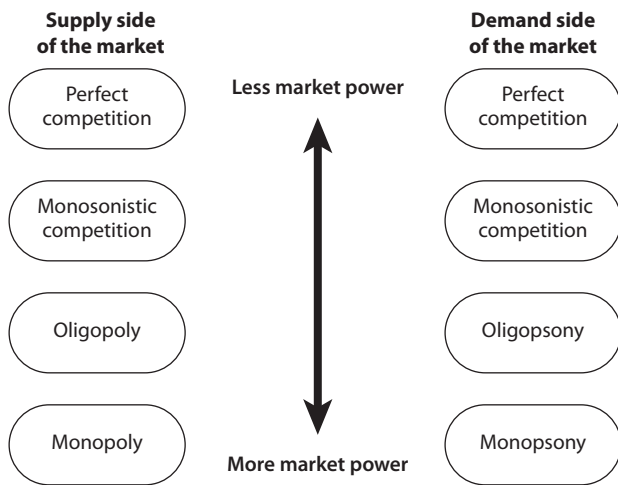 Supply side
of the market
Demand side
of the market
Perfect
competition
Less market power
Perfect
competition
Monosonistic
competition
Monosonistic
competition
Oligopoly
Oligopsony
Monopoly
Monopsony
More market power